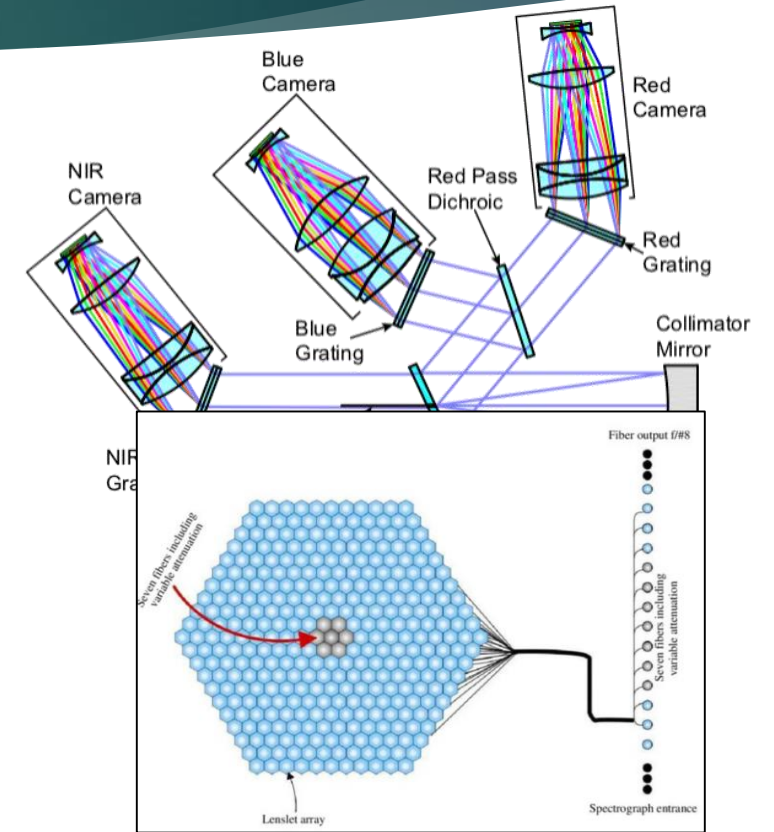 Blue
Camera
Red
Camera
NIR
Camera
Red Pass
Dichroic
Red
Grating
Blue
Grating
Collimator
Mirror
NIR
Gra
Fiber output f/#8
Seven fibers including
variable attenuation
Seven fibers including
variable attenuation
Lenslet array
Spectrograph entrance